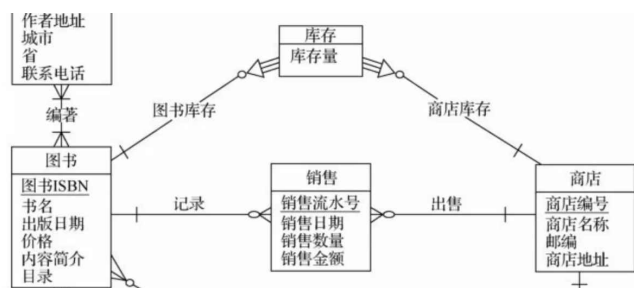 作者地址
城市
省
联系电话
编著
库存
库存量
图书库存
商店库存
图书
图书ISBN
书名
出版日期
价格
内容简介
目录
记录
销售
销售流水号
销售日期
销售数量
销售金额
出售
商店
商店编号
商店名称
邮编
商店地址